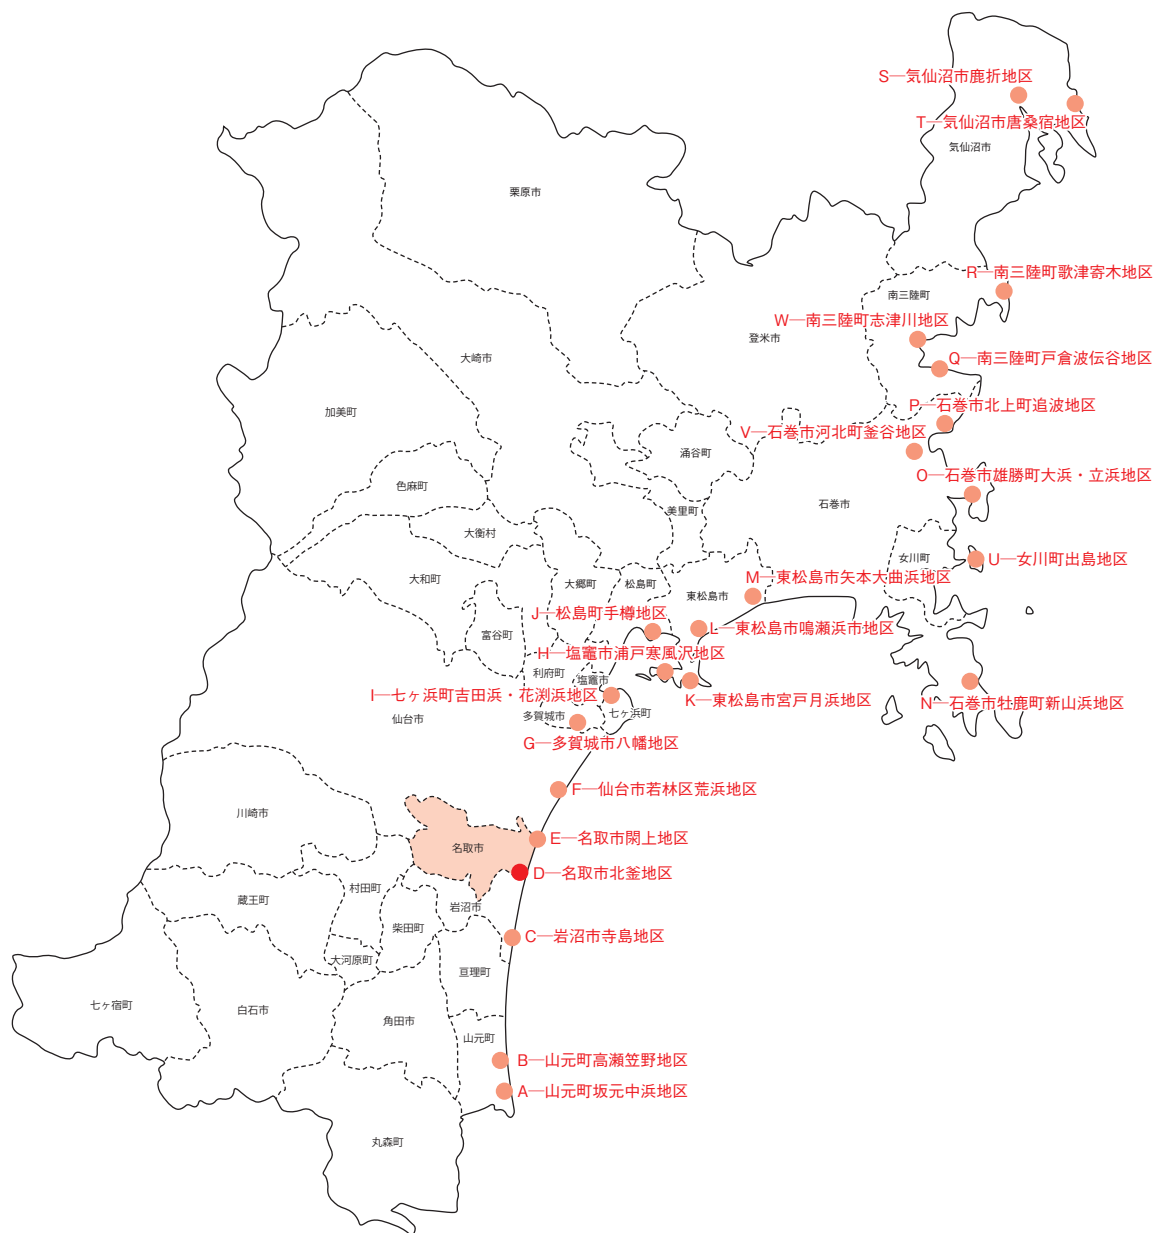 S―気仙沼市鹿折地区
T―気仙沼市唐桑宿地区
気仙沼市
栗原市
R―南三陸町歌津寄木地区
南三陸町
W―南三陸町志津川地区
登米市
Q―南三陸町戸倉波伝谷地区
大崎市
加美町
P―石巻市北上町追波地区
V―石巻市河北町釜谷地区
涌谷町
O―石巻市雄勝町大浜・立浜地区
色麻町
石巻市
美里町
大衡村
女川町
U―女川町出島地区
大和町
大郷町
松島町
M―東松島市矢本大曲浜地区
東松島市
J―松島町手樽地区
L―東松島市鳴瀬浜市地区
富谷町
H―塩竈市浦戸寒風沢地区
利府町
塩竈市
I―七ヶ浜町吉田浜・花渕浜地区
K―東松島市宮戸月浜地区
N―石巻市牡鹿町新山浜地区
仙台市
多賀城市
七ヶ浜町
G―多賀城市八幡地区
F―仙台市若林区荒浜地区
川崎市
E―名取市閖上地区
名取市
D―名取市北釜地区
村田町
蔵王町
岩沼市
柴田町
C―岩沼市寺島地区
大河原町
亘理町
七ヶ宿町
白石市
角田市
山元町
B―山元町高瀬笠野地区
A―山元町坂元中浜地区
丸森町